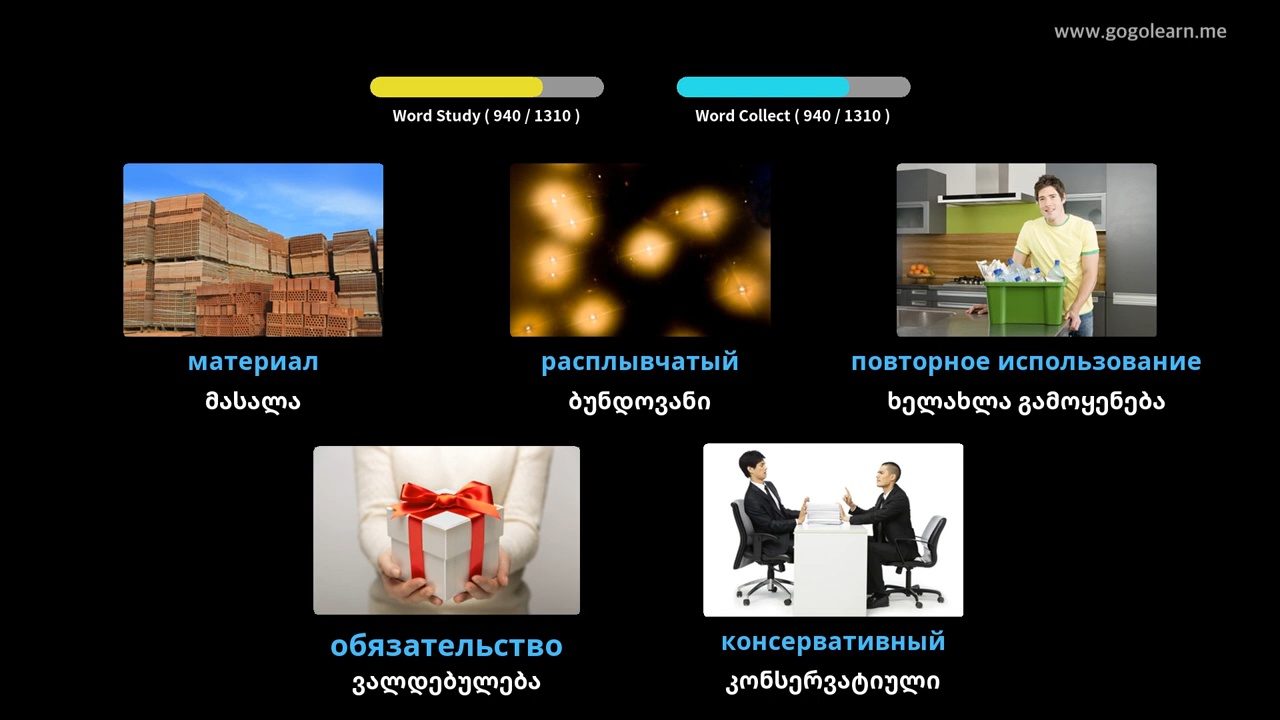 www.gogolearn.me
Word Study ( 940 / 1310 )
Word Collect ( 940 / 1310 )
материал
расплывчатый
повторное использование
მასალა
ბუნდოვანი
ხელახლა გამოყენება
обязательство
консервативный
ვალდებულება
კონსერვატიული